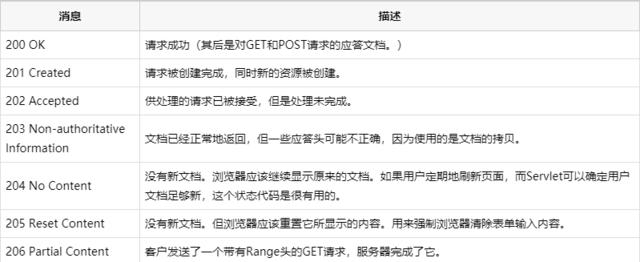 消息 描述
200 OK 请求成功（其后是对GET和POST请求的应答文档。）
201 Created 请求被创建完成，同时新的资源被创建。
202 Accepted 供处理的请求已被接受，但是处理未完成。
203 Non-authoritative
Information 文档已经正常地返回，但一些应答头可能不正确，因为使用的是文档的拷贝。
204 No Content 没有新文档。浏览器应该继续显示原来的文档。如果用户定期地刷新页面，而Servlet可以确定用户
文档足够新，这个状态代码是很有用的。
205 Reset Content 没有新文档。但浏览器应该重置它所显示的内容。用来强制浏览器清除表单输入内容。
206 Partial Content 客户发送了一个带有Range头的GET请求，服务器完成了它。